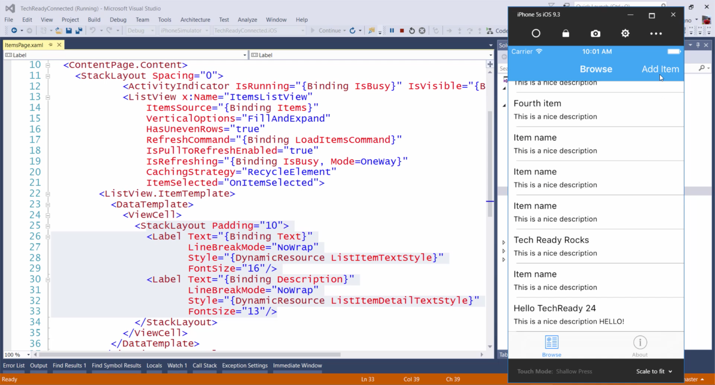 TechReadyConnected (Running) - Microsoft Visual Studio
File Edit View Project Build Debug Team Tools Architecture Test Analyze Window Help
Debug iPhoneSimulator Continue
ItemsPage.xaml
Label Label
10 <ContentPage.Content>
11 <StackLayout Spacing="0">
12 <ActivityIndicator IsRunning="{Binding IsBusy}" IsVisible="{B
13 <ListView x:Name="ItemsListView"
14 ItemsSource="{Binding Items}"
15 VerticalOptions="FillAndExpand"
16 HasUnevenRows="true"
17 RefreshCommand="{Binding LoadItemsCommand}"
18 IsPullToRefreshEnabled="true"
19 IsRefreshing="{Binding IsBusy, Mode=OneWay}"
20 CachingStrategy="RecycleElement"
21 ItemSelected="OnItemSelected">
22 <ListView.ItemTemplate>
23 <DataTemplate>
24 <ViewCell>
25 <StackLayout Padding="10">
26 <Label Text="{Binding Text}"
27 LineBreakMode="NoWrap"
28 Style="{DynamicResource ListItemTextStyle}"
29 FontSize="16"/>
30 <Label Text="{Binding Description}"
31 LineBreakMode="NoWrap"
32 Style="{DynamicResource ListItemDetailTextStyle}"
33 FontSize="13"/>
34 </StackLayout>
35 </ViewCell>
36 </DataTemplate>
100 %
Error List Output Find Results 1 Find Symbol Results Locals Watch 1 Call Stack Exception Settings Immediate Window
Ready Ln 33 Col 39 Ch 39
iPhone 5s iOS 9.3
Carrier 10:01 AM
Browse Add Item
This is a nice description
Fourth item
This is a nice description
Item name
This is a nice description
Item name
This is a nice description
Item name
This is a nice description
Tech Ready Rocks
This is a nice description
Item name
This is a nice description
Hello TechReady 24
This is a nice description HELLO!
Browse About
Touch Mode: Shallow Press Scale to fit